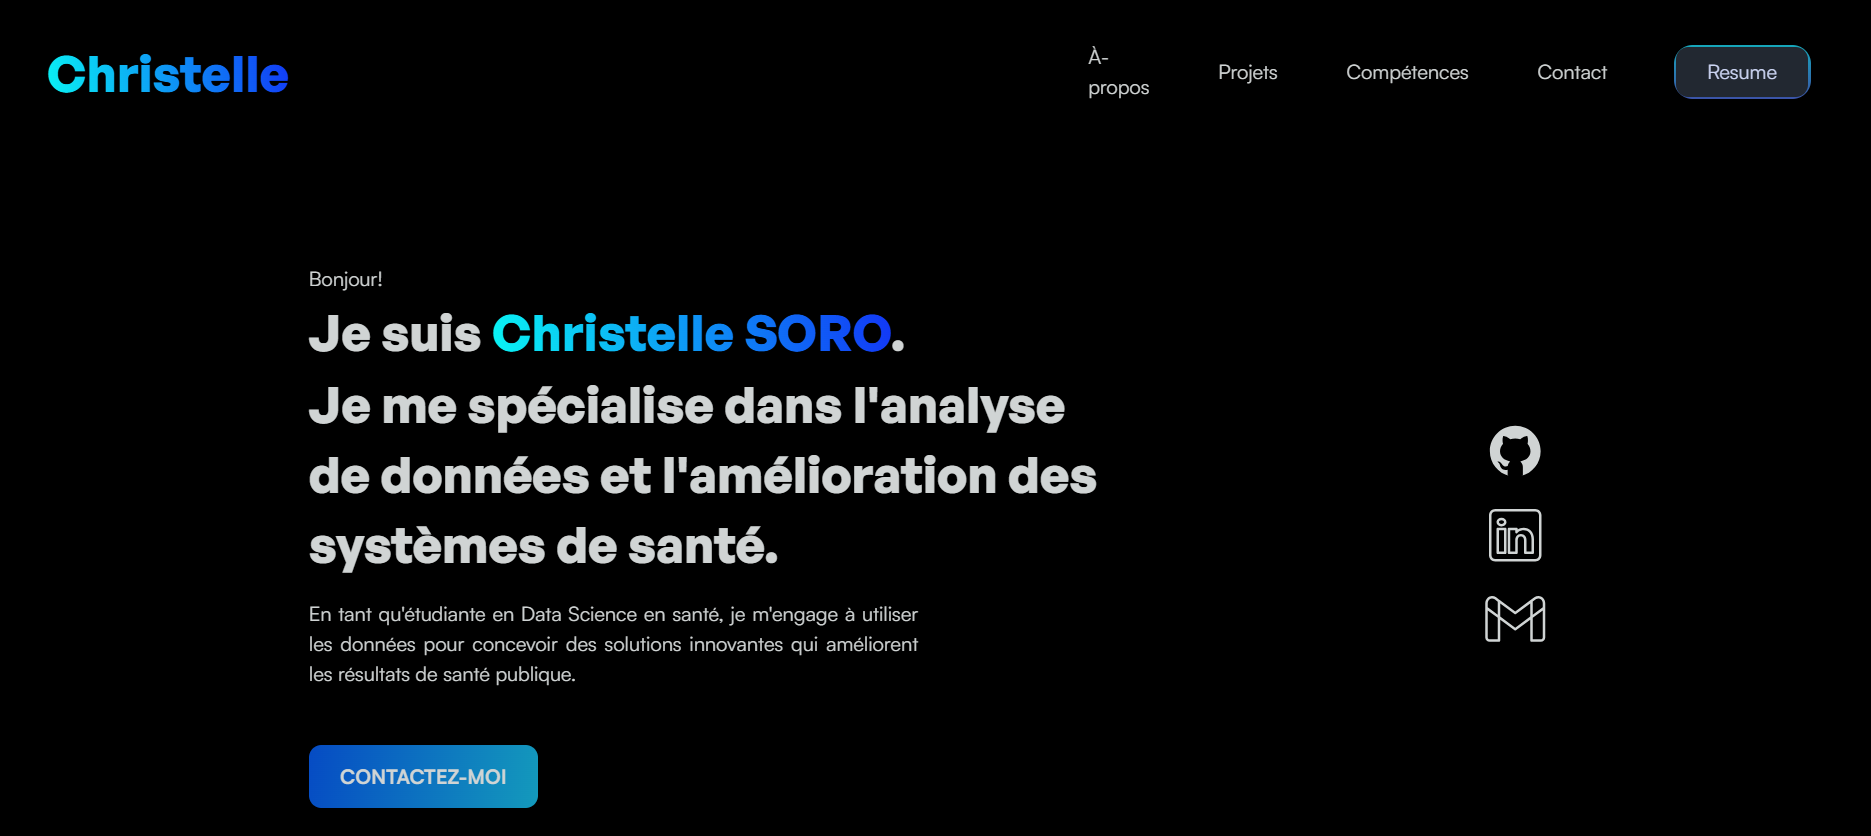 Christelle
À-
propos
Projets
Compétences
Contact
Resume
Bonjour!
Je suis Christelle SORO.
Je me spécialise dans l'analyse
de données et l'amélioration des
systèmes de santé.
En tant qu'étudiante en Data Science en santé, je m'engage à utiliser
les données pour concevoir des solutions innovantes qui améliorent
les résultats de santé publique.
in
CONTACTEZ-MOI